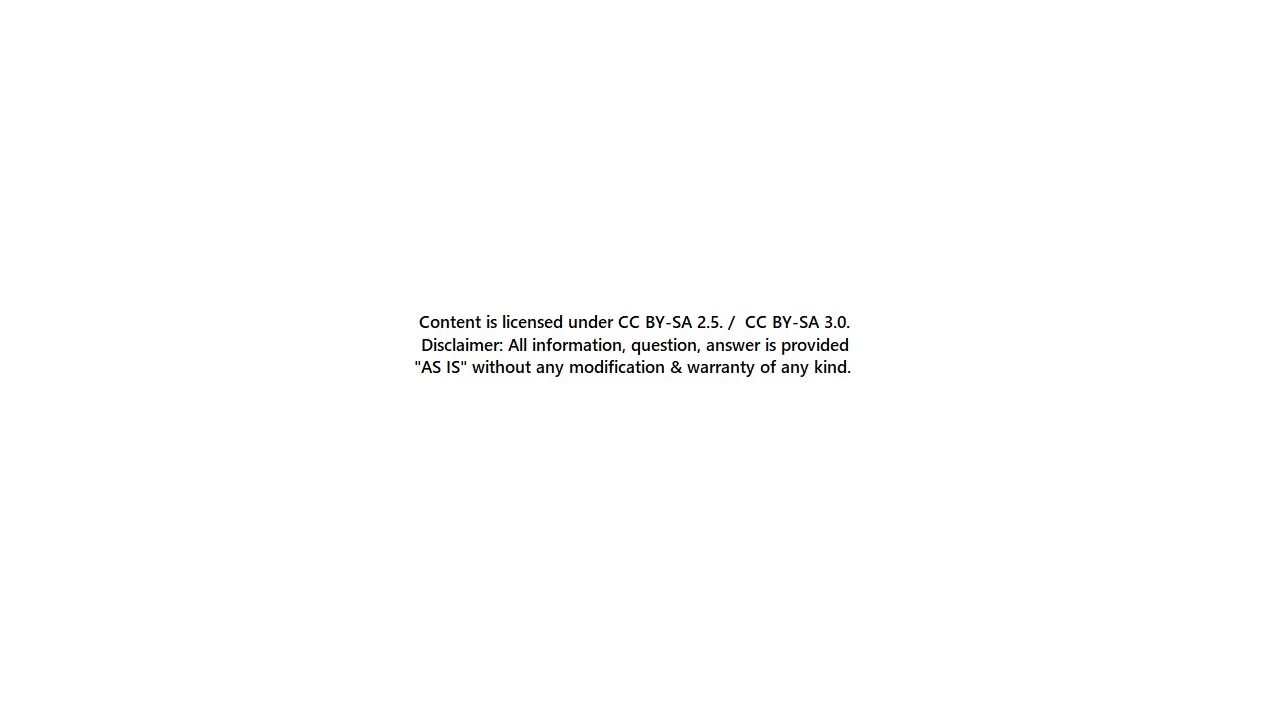 Content is licensed under CC BY-SA 2.5. /  CC BY-SA 3.0.
Disclaimer: All information, question, answer is provided
"AS IS" without any modification & warranty of any kind.